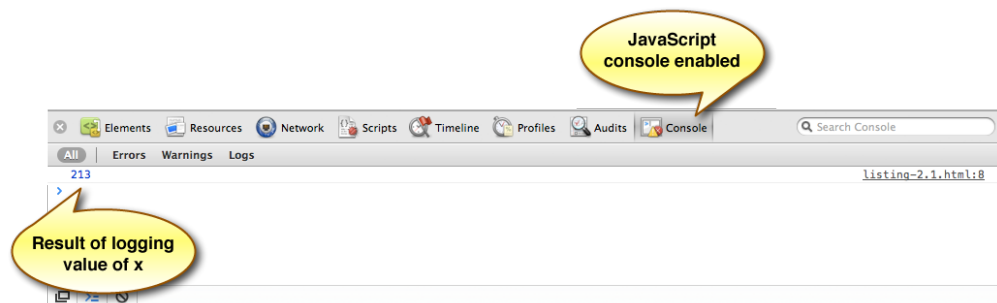 JavaScript
console enabled
Elements Resources Network Scripts Timeline Profiles Audits Console Search Console
All Errors Warnings Logs
213 listing-2.1.html:8
>
Result of logging
value of x